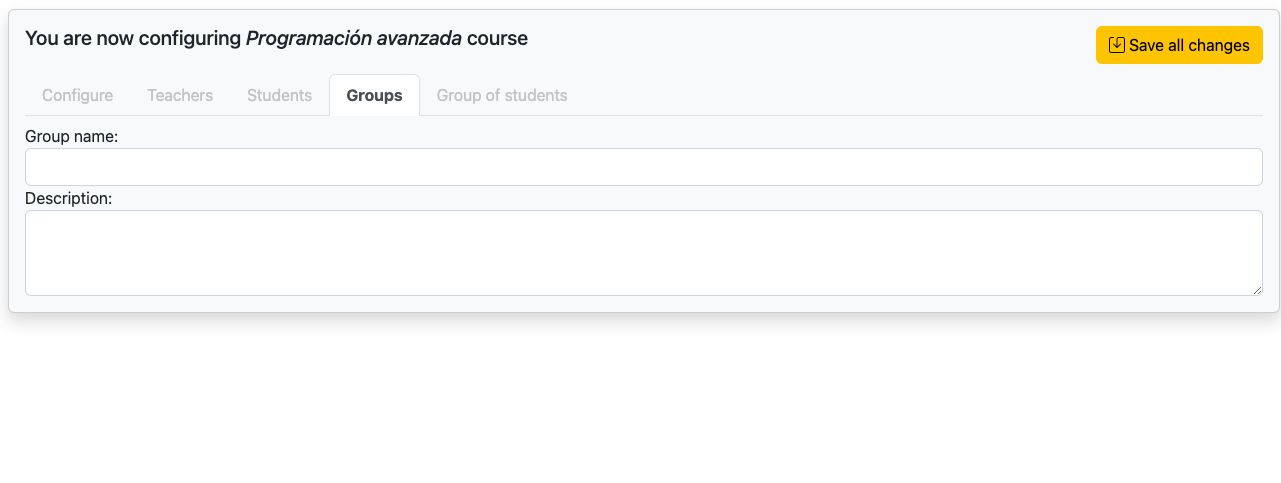 You are now configuring Programación avanzada course
Save all changes
Configure Teachers Students Groups Group of students
Group name:
Description: